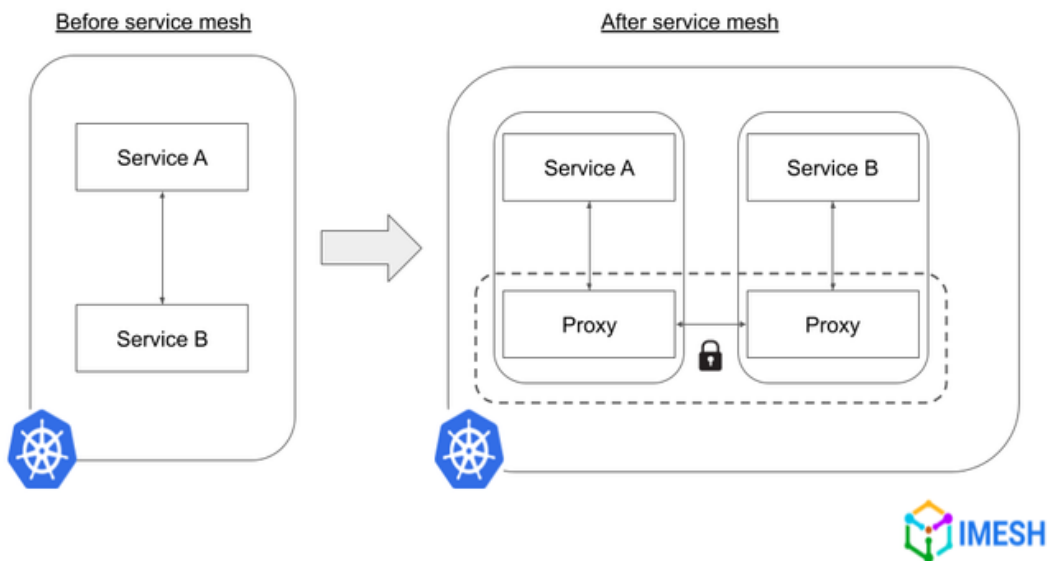 Before service mesh
After service mesh
Service A
Service B
Service A
Service B
Proxy
Proxy
IMESH